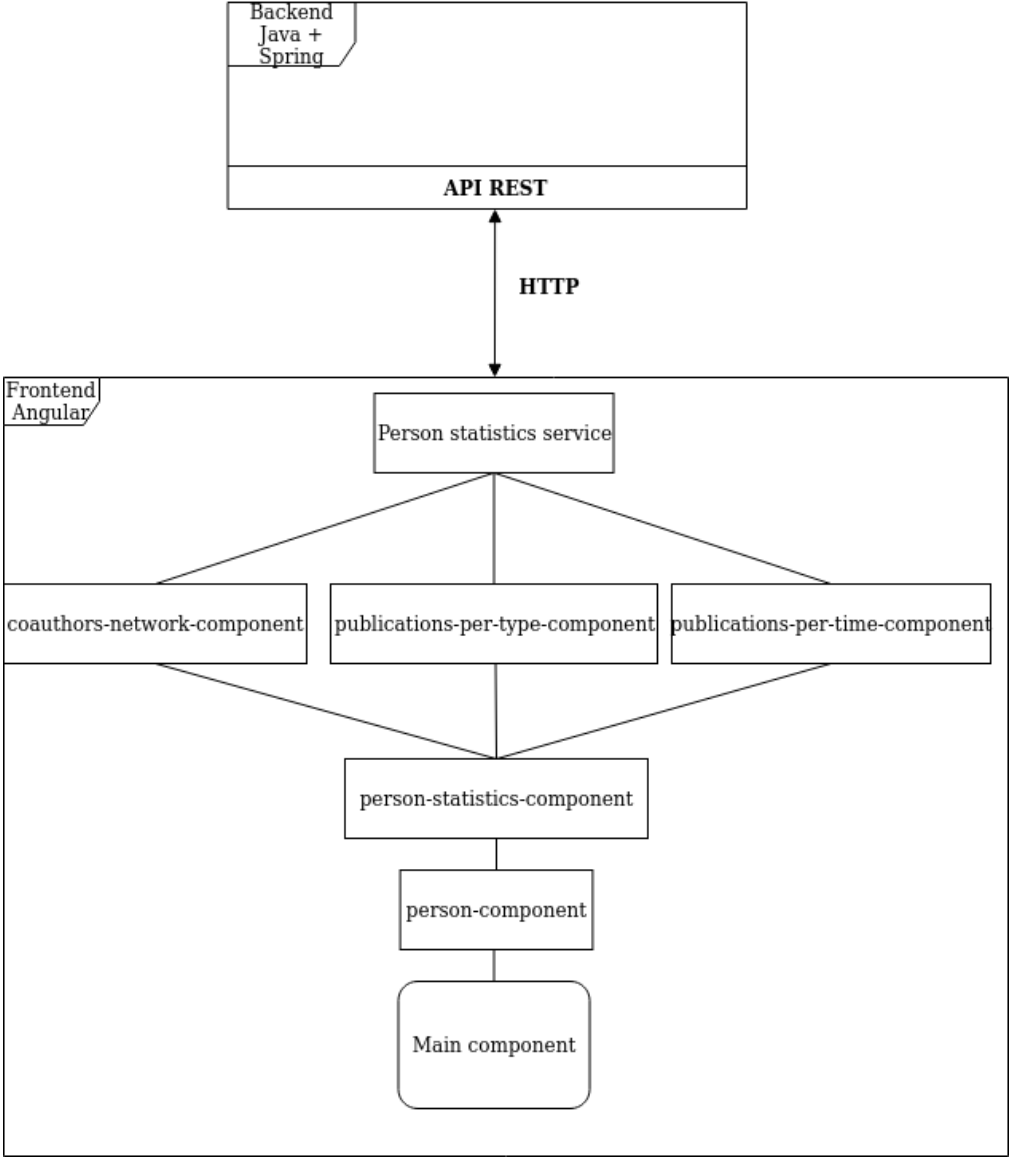 Backend
Java +
Spring
API REST
HTTP
Frontend
Angular
Person statistics service
coauthors-network-component
publications-per-type-component
publications-per-time-component
person-statistics-component
person-component
Main component